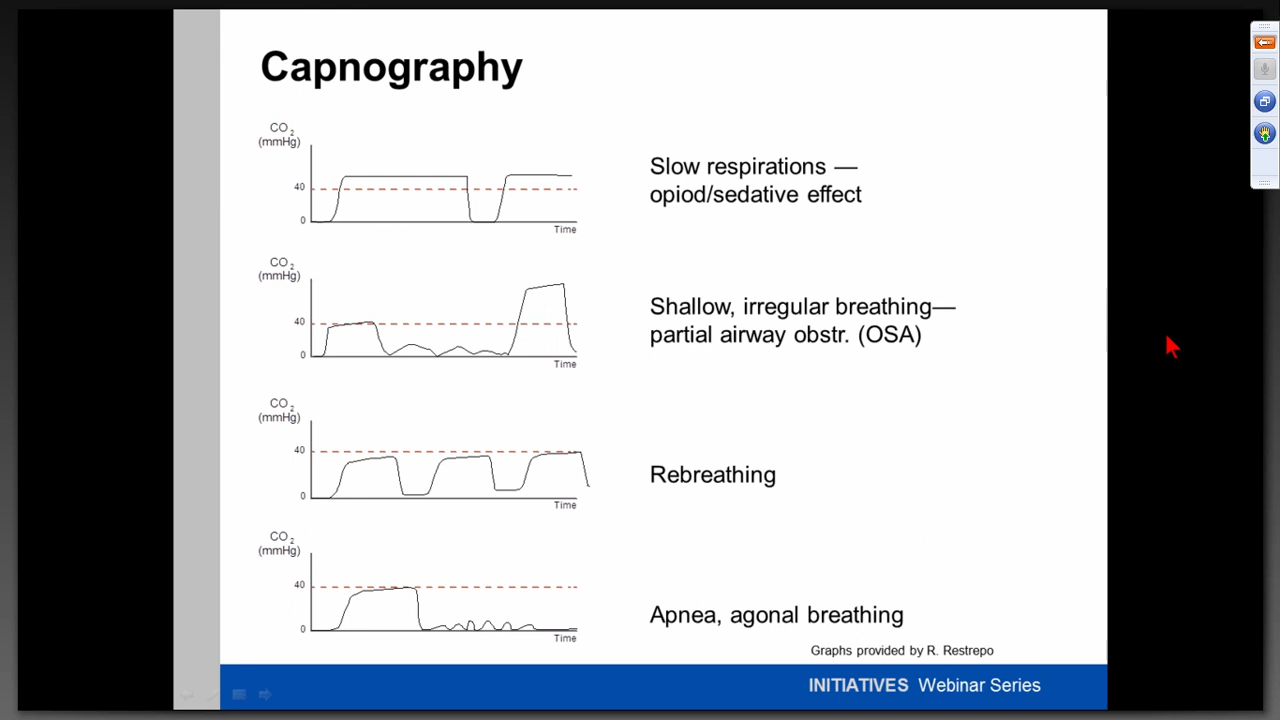 Capnography
CO2
(mmHg)
40
0
Time
Slow respirations —
opiod/sedative effect
CO2
(mmHg)
40
0
Time
Shallow, irregular breathing—
partial airway obstr. (OSA)
CO2
(mmHg)
40
0
Time
Rebreathing
CO2
(mmHg)
40
0
Time
Apnea, agonal breathing
Graphs provided by R. Restrepo
INITIATIVES Webinar Series